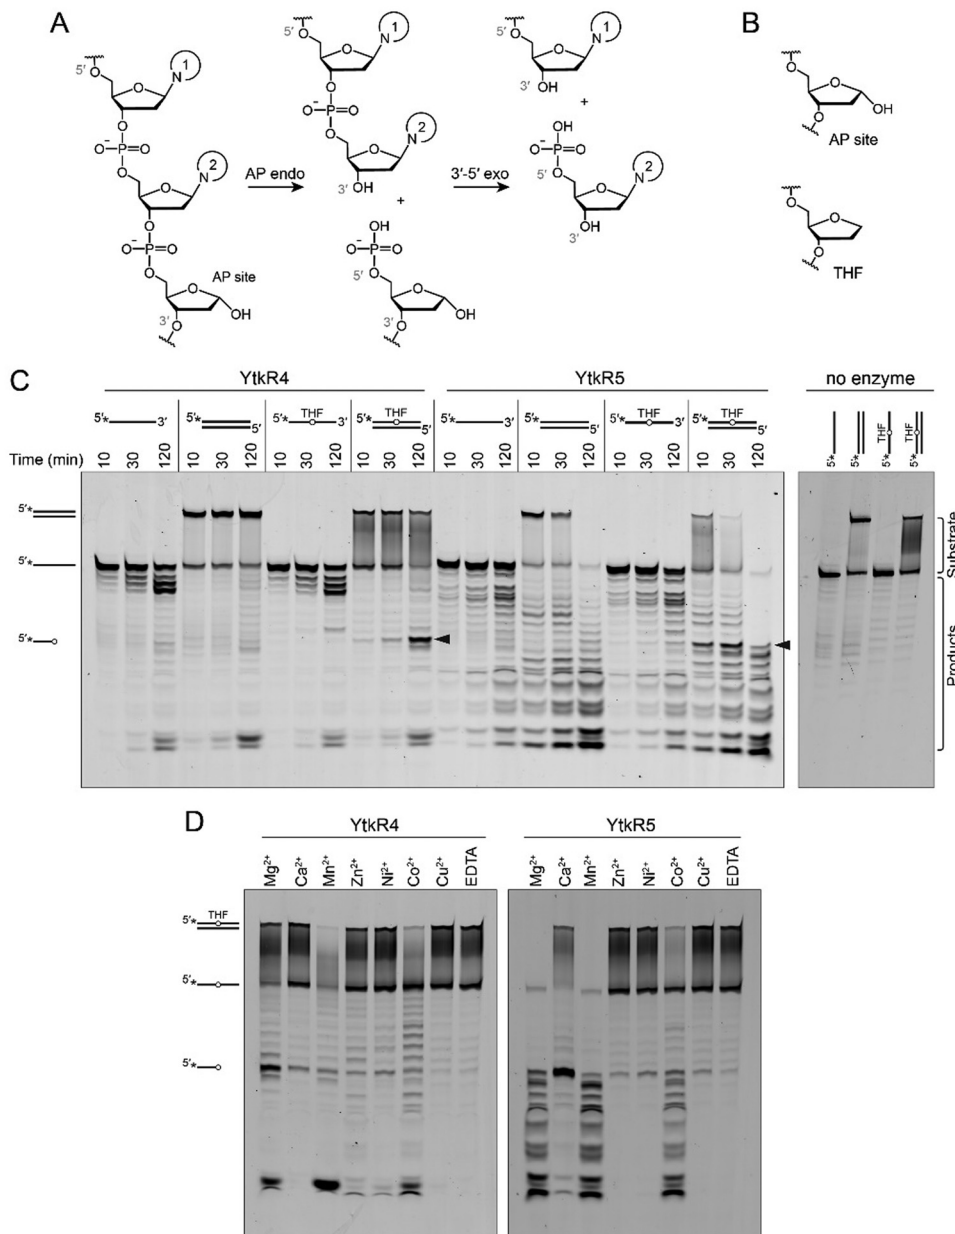 A
B
5′
O
O
N
1
O
O⁻
P=O
O
O
N
2
O
O⁻
P=O
O
O
AP site
3′
O
OH
AP endo
5′
O
O
N
1
O
O⁻
P=O
O
O
N
2
3′
OH
+
OH
O⁻
P=O
O
5′
O
3′
O
OH
3′-5′ exo
5′
O
O
N
1
3′
OH
+
OH
O⁻
P=O
5′
O
O
N
2
3′
OH
O
O
O
OH
AP site
O
O
O
THF
C
YtkR4 YtkR5 no enzyme
5′* 3′ 5′* 5′ 5′* THF 3′ 5′* THF 5′ 5′* 3′ 5′* 5′ 5′* THF 3′ 5′* THF 5′
5′* 5′* 5′* THF 5′* THF
Time (min) 10 30 120 10 30 120 10 30 120 10 30 120 10 30 120 10 30 120 10 30 120 10 30 120
5′*
5′*
5′*
Substrate
Products
D
YtkR4 YtkR5
Mg²⁺ Ca²⁺ Mn²⁺ Zn²⁺ Ni²⁺ Co²⁺ Cu²⁺ EDTA Mg²⁺ Ca²⁺ Mn²⁺ Zn²⁺ Ni²⁺ Co²⁺ Cu²⁺ EDTA
5′* THF
5′*
5′*